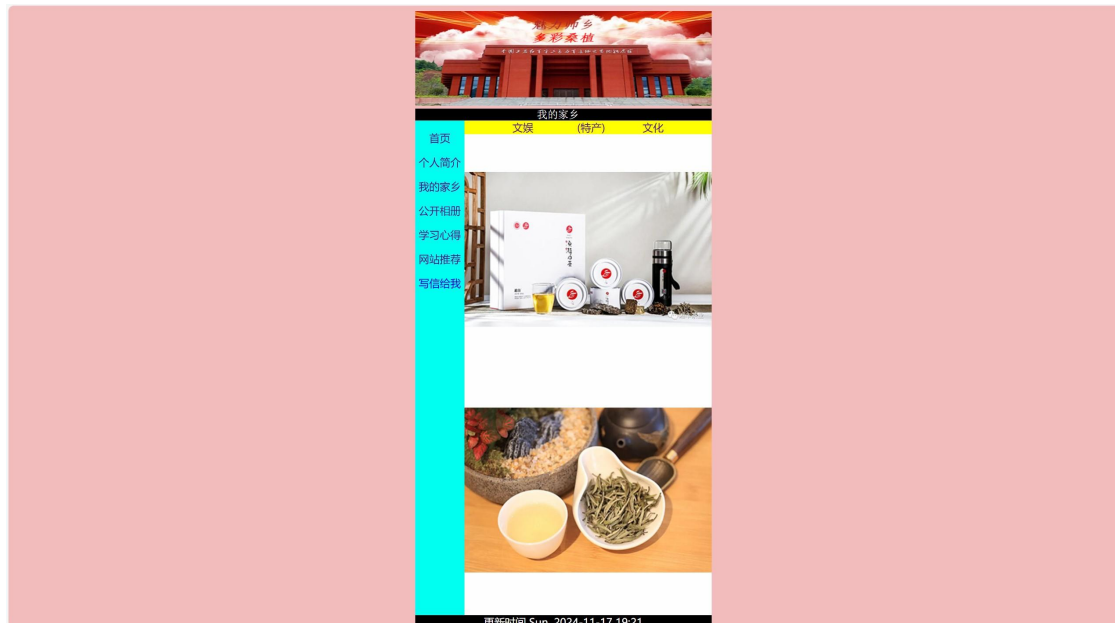 魅力帅乡
多彩桑植
我的家乡
文娱 (特产) 文化
首页
个人简介
我的家乡
公开相册
学习心得
网站推荐
写信给我
更新时间 Sun, 2024-11-17 19:21